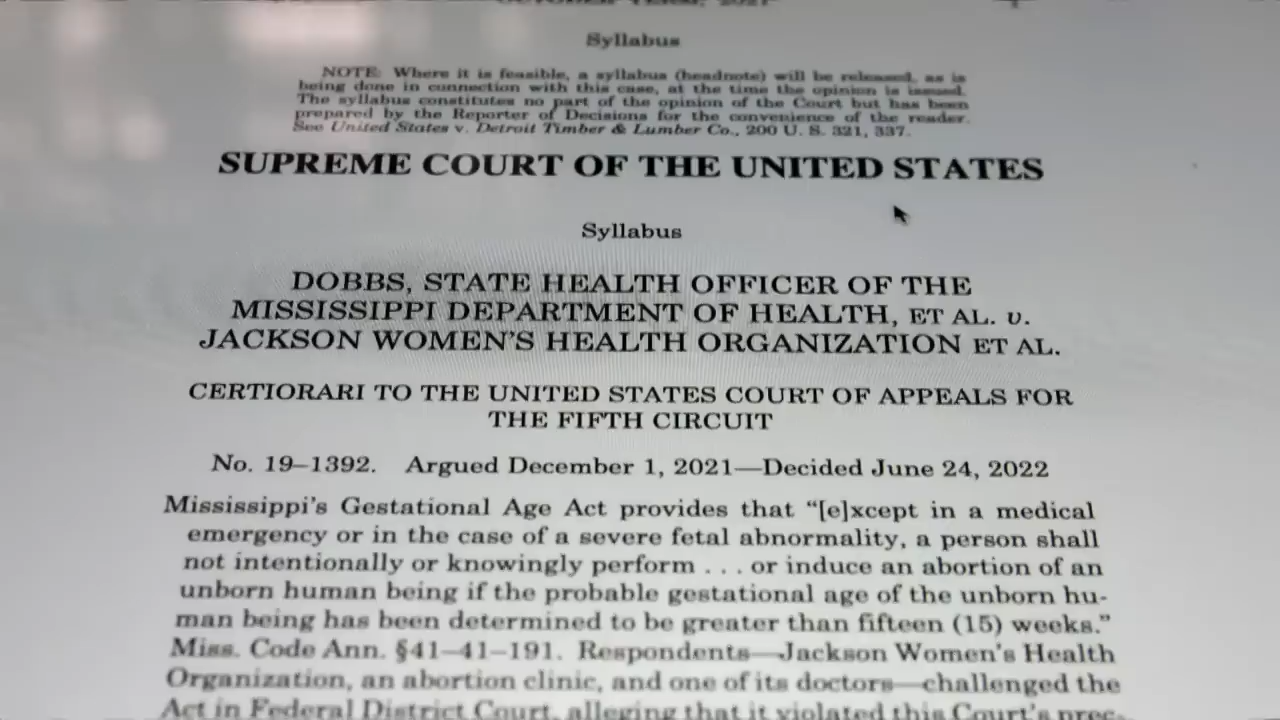 OCTOBER TERM, 2021
Syllabus
NOTE: Where it is feasible, a syllabus (headnote) will be released, as is
being done in connection with this case, at the time the opinion is issued.
The syllabus constitutes no part of the opinion of the Court but has been
prepared by the Reporter of Decisions for the convenience of the reader.
See United States v. Detroit Timber & Lumber Co., 200 U. S. 321, 337.
SUPREME COURT OF THE UNITED STATES
Syllabus
DOBBS, STATE HEALTH OFFICER OF THE
MISSISSIPPI DEPARTMENT OF HEALTH, ET AL. v.
JACKSON WOMEN'S HEALTH ORGANIZATION ET AL.
CERTIORARI TO THE UNITED STATES COURT OF APPEALS FOR
THE FIFTH CIRCUIT
No. 19–1392. Argued December 1, 2021—Decided June 24, 2022
Mississippi's Gestational Age Act provides that “[e]xcept in a medical
emergency or in the case of a severe fetal abnormality, a person shall
not intentionally or knowingly perform . . . or induce an abortion of an
unborn human being if the probable gestational age of the unborn hu-
man being has been determined to be greater than fifteen (15) weeks.”
Miss. Code Ann. §41–41–191. Respondents—Jackson Women's Health
Organization, an abortion clinic, and one of its doctors—challenged the
Act in Federal District Court, alleging that it violated this Court's prec-